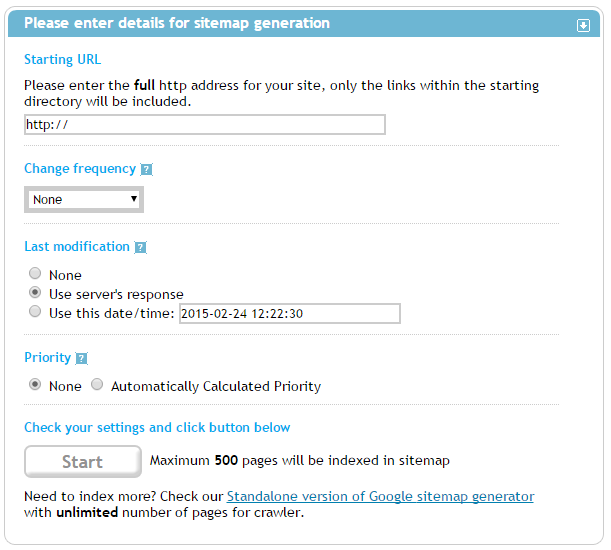 Please enter details for sitemap generation
Starting URL
Please enter the full http address for your site, only the links within the starting
directory will be included.
http://
Change frequency ?
None
Last modification ?
None
Use server's response
Use this date/time: 2015-02-24 12:22:30
Priority ?
None Automatically Calculated Priority
Check your settings and click button below
Start Maximum 500 pages will be indexed in sitemap
Need to index more? Check our Standalone version of Google sitemap generator
with unlimited number of pages for crawler.